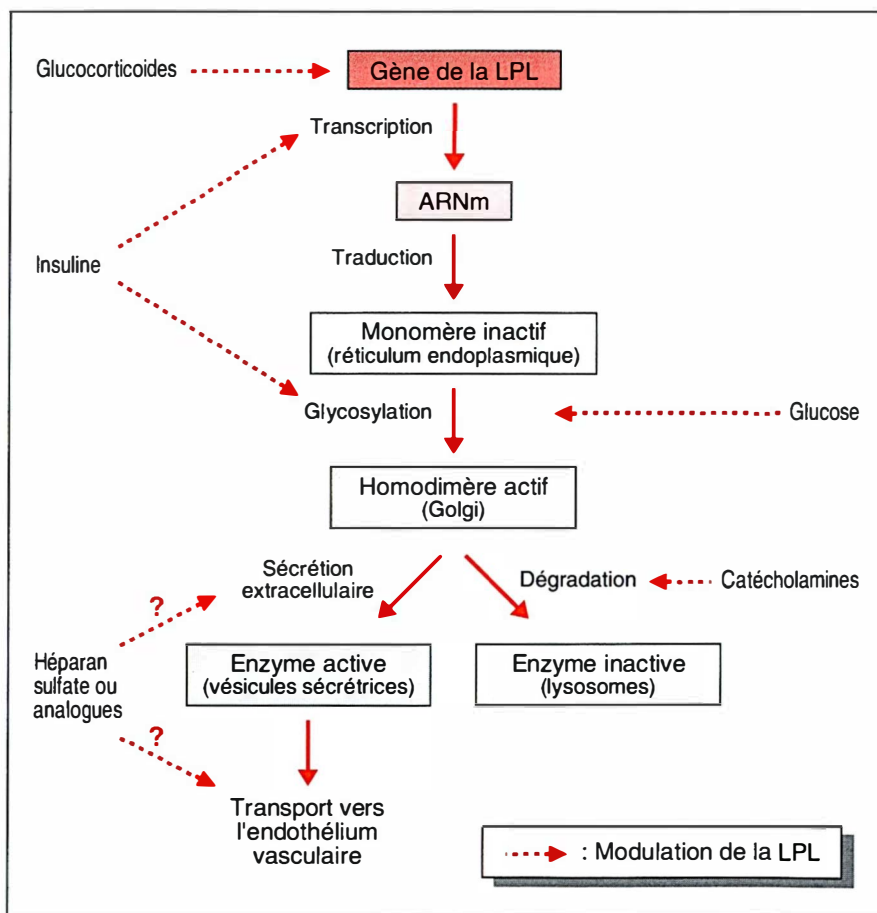 Glucocorticoides
Gène de la LPL
Transcription
ARNm
Insuline
Traduction
Monomère inactif
(réticulum endoplasmique)
Glycosylation
Glucose
Homodimère actif
(Golgi)
Sécrétion
extracellulaire
Dégradation
Catécholamines
?
Héparan
sulfate ou
analogues
Enzyme active
(vésicules sécrétrices)
Enzyme inactive
(lysosomes)
?
Transport vers
l'endothélium
vasculaire
: Modulation de la LPL